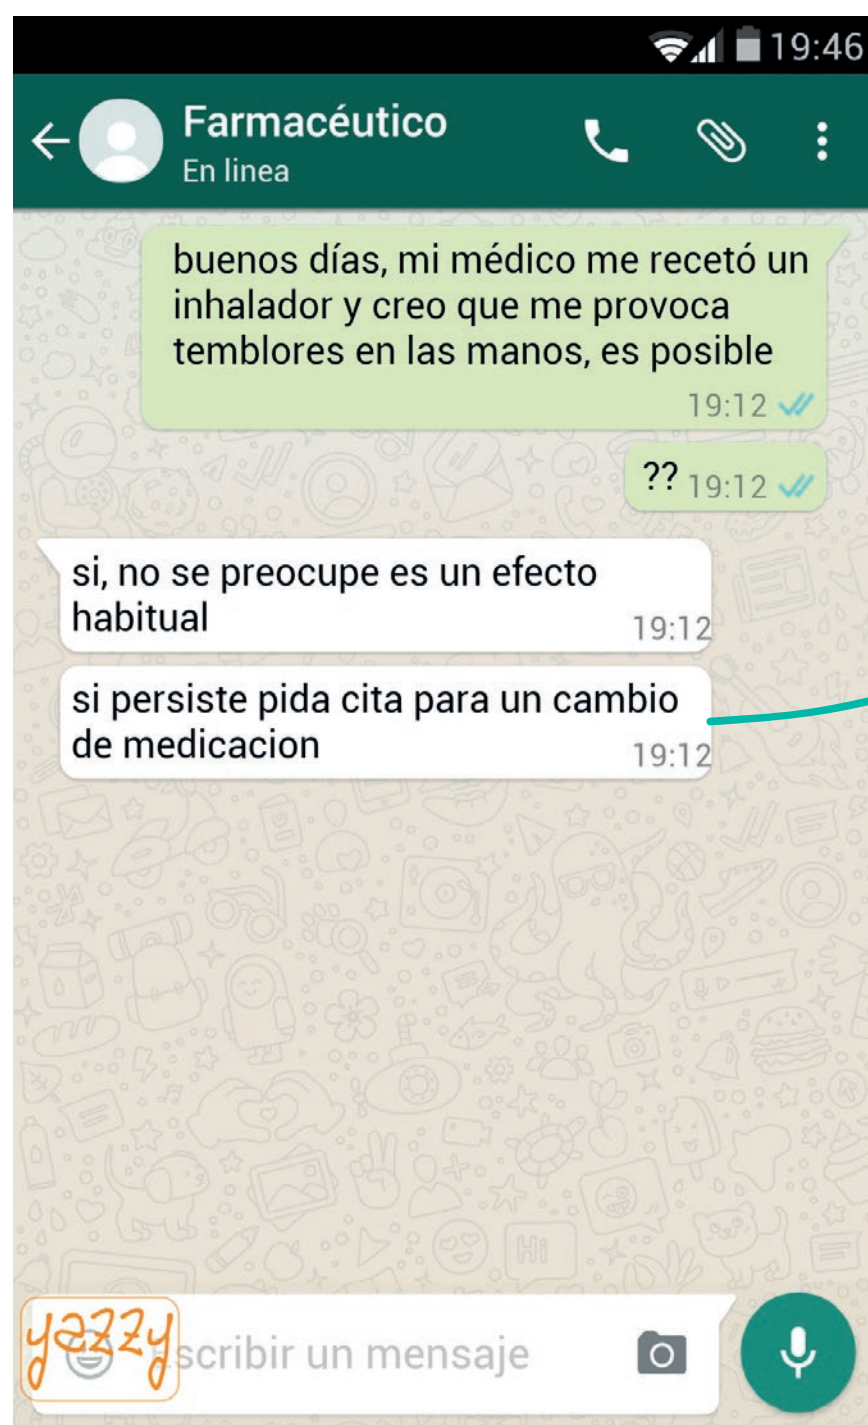 19:46
Farmacéutico
En linea
buenos días, mi médico me recetó un
inhalador y creo que me provoca
temblores en las manos, es posible
19:12
?? 19:12
si, no se preocupe es un efecto
habitual
19:12
si persiste pida cita para un cambio
de medicacion
19:12
Hi
yazzy
scribir un mensaje